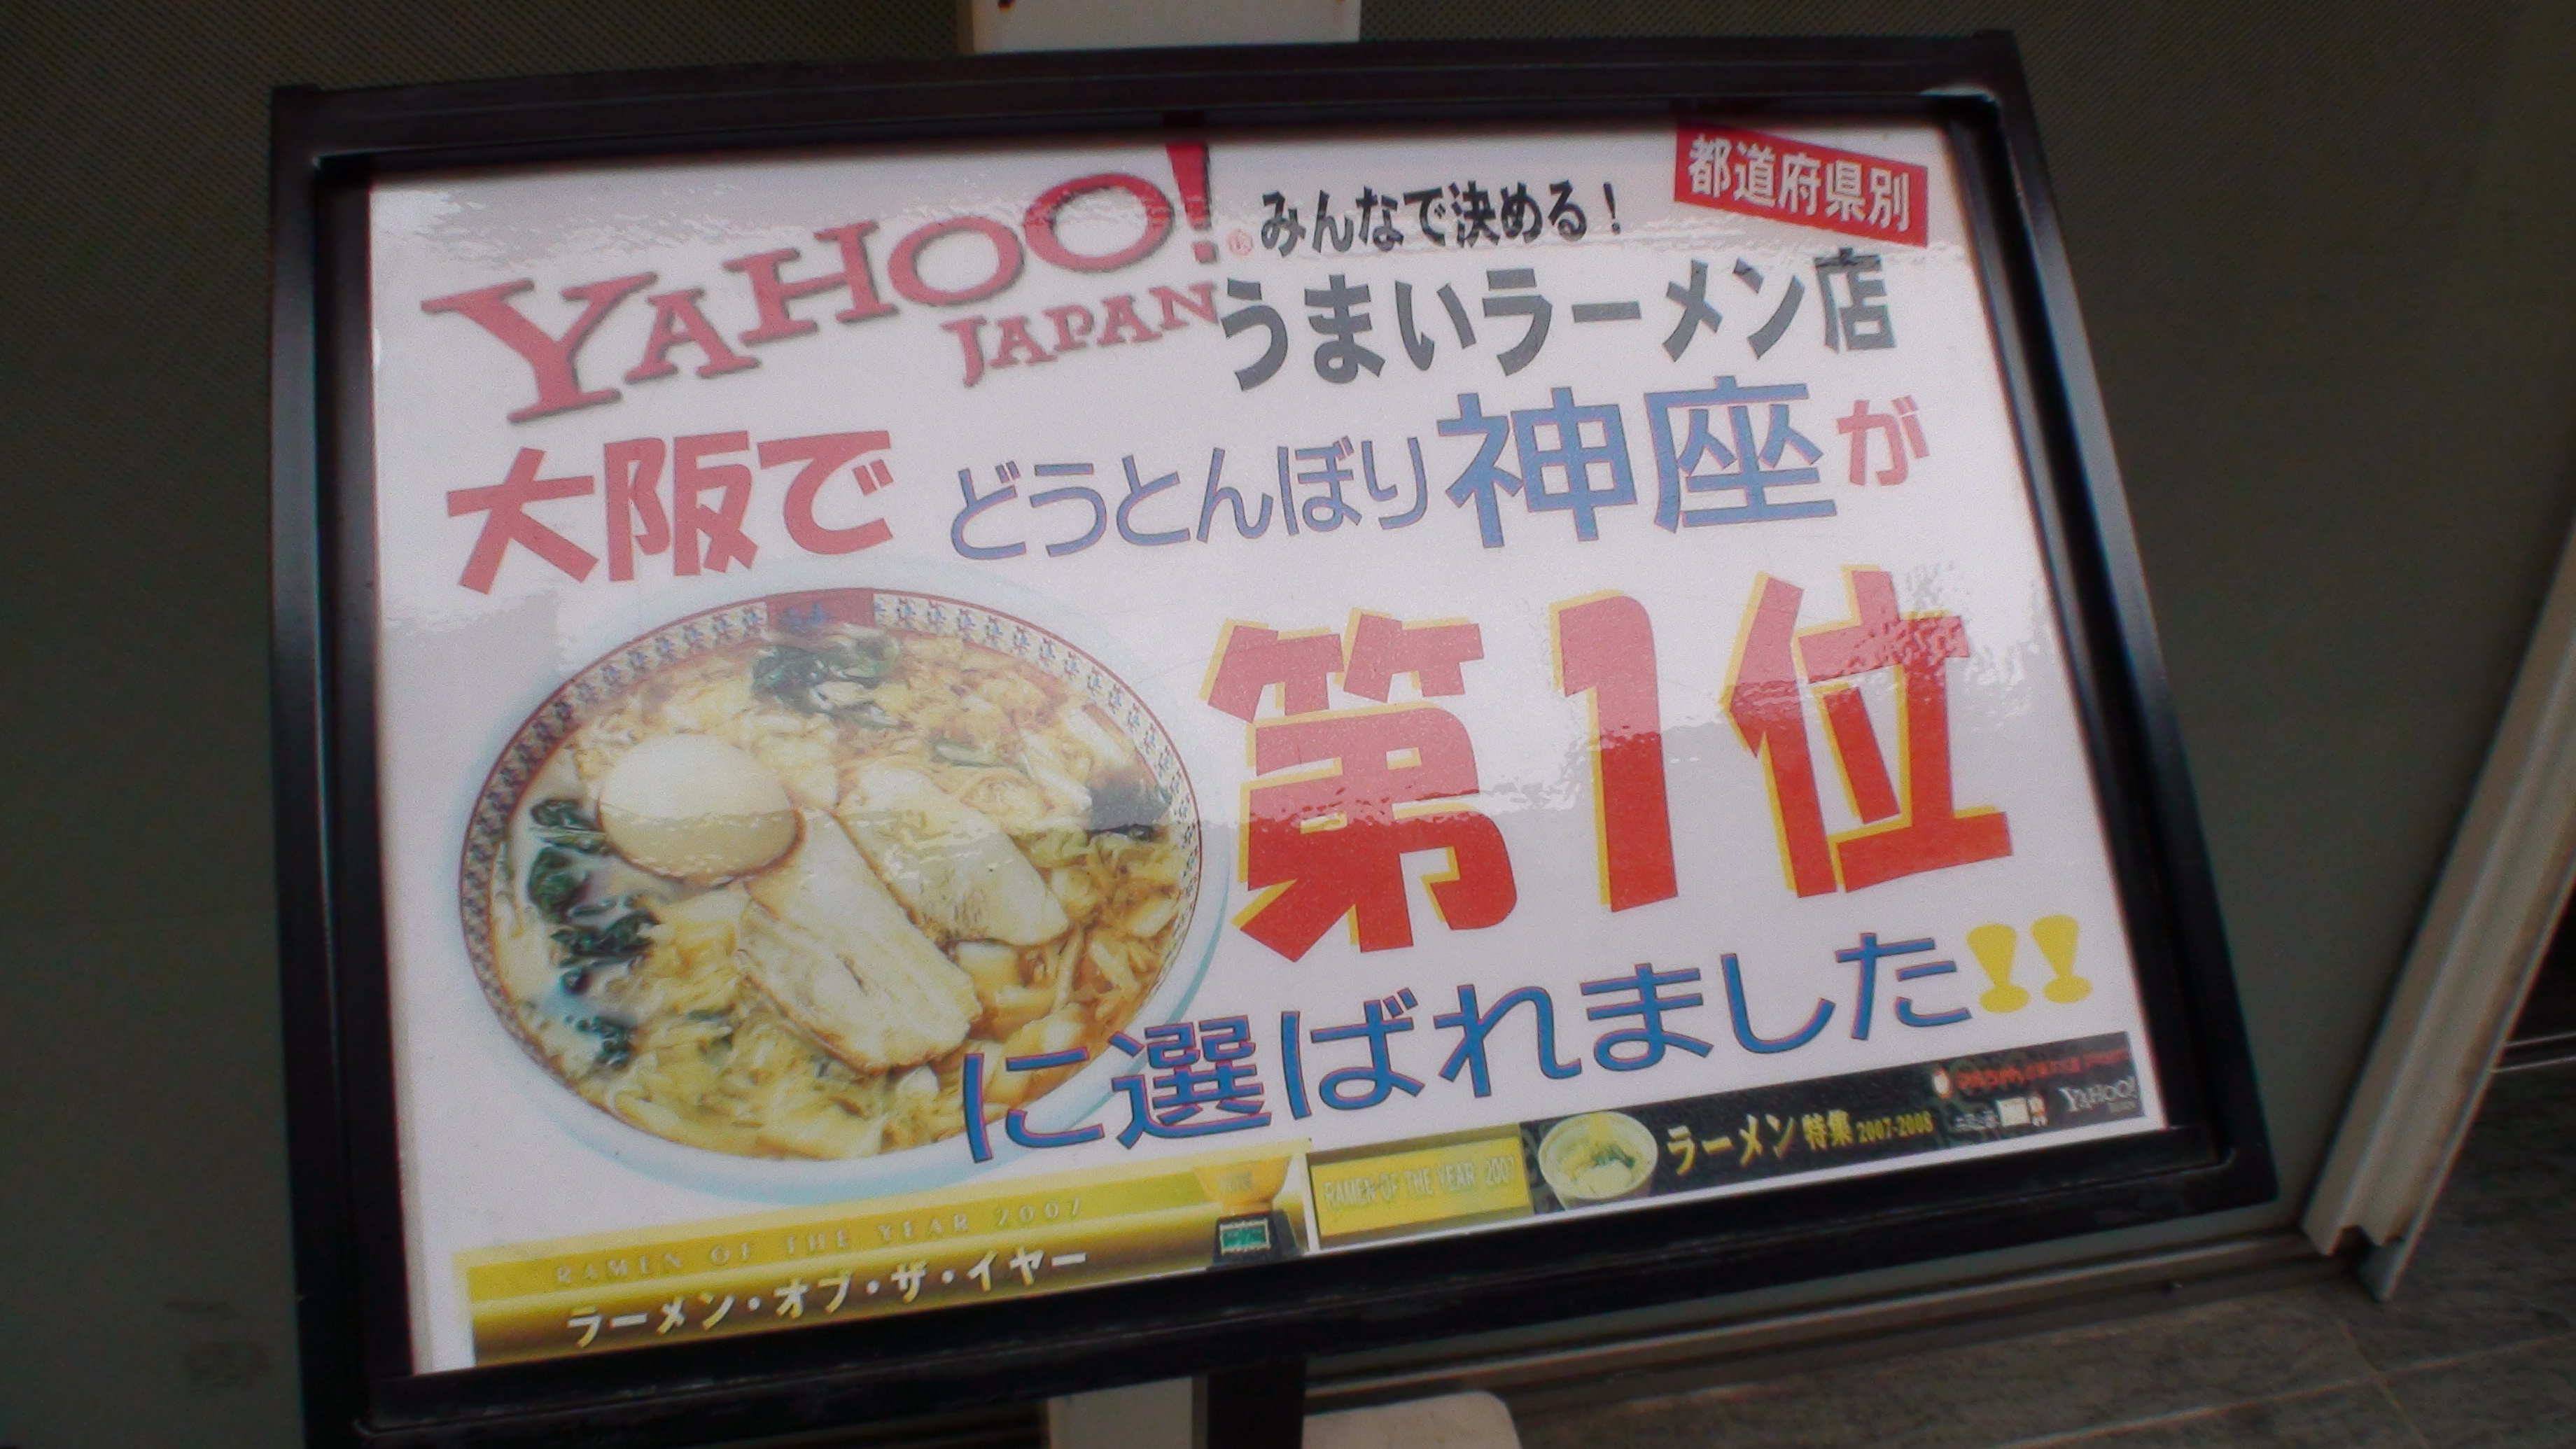 都道府県別
YAHOO! JAPAN
みんなで決める！
うまいラーメン店
大阪で どうとんぼり神座が
第1位
に選ばれました!!
RAMEN OF THE YEAR 2007
ラーメン・オブ・ザ・イヤー
RAMEN OF THE YEAR 2007
ラーメン特集 2007-2008
YAHOO!